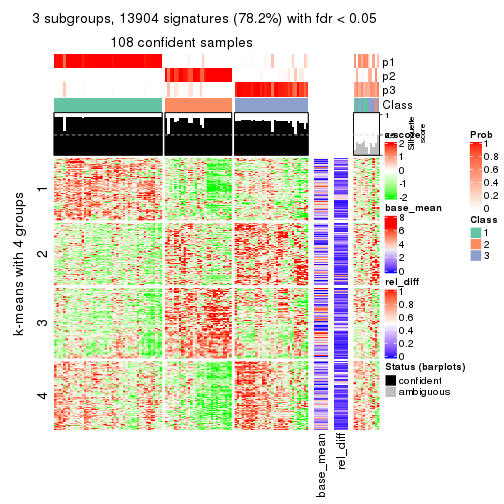 3 subgroups, 13904 signatures (78.2%) with fdr < 0.05
108 confident samples
p1
p2
p3
Class
1
Silhouette
score
k-means with 4 groups
1
2
3
4
base_mean
rel_diff
z-score
2
1
0
-1
-2
base_mean
8
6
4
2
0
rel_diff
1
0.8
0.6
0.4
0.2
0
Status (barplots)
confident
ambiguous
Prob
1
0.8
0.6
0.4
0.2
0
Class
1
2
3